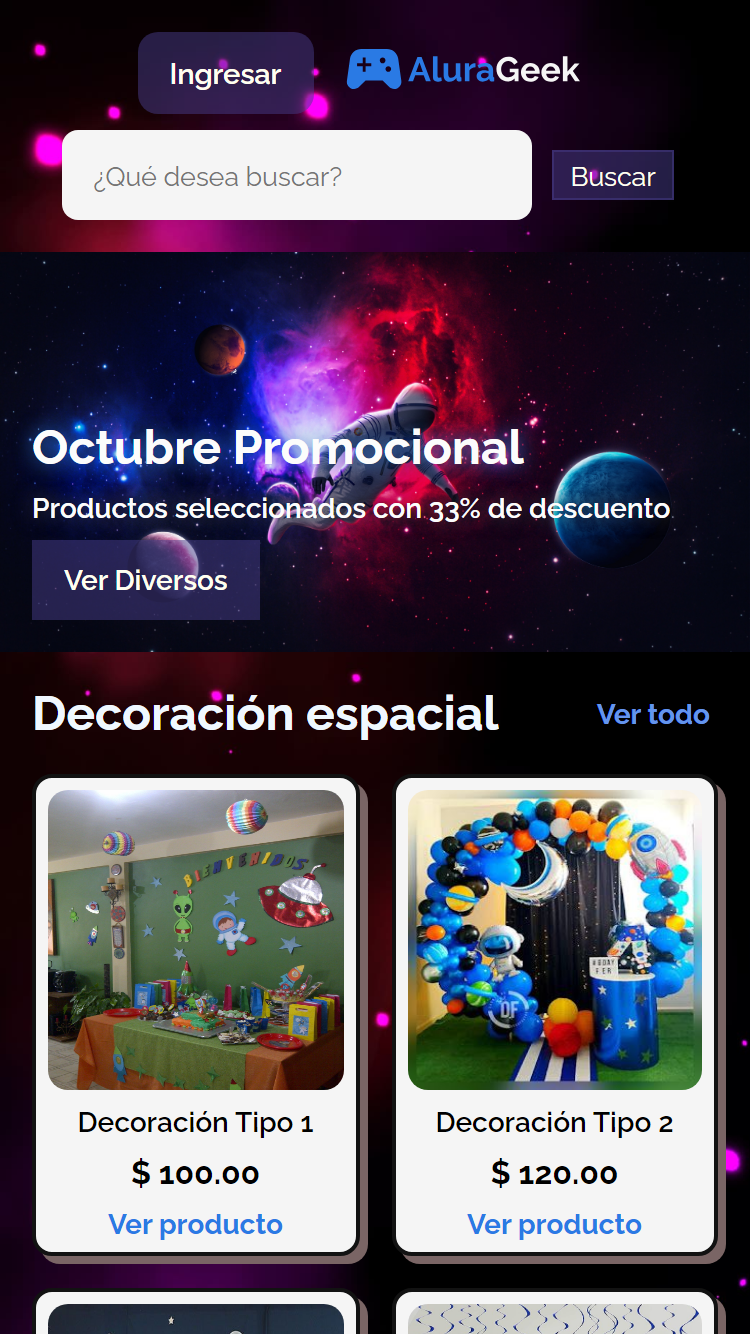 Ingresar
AluraGeek
¿Qué desea buscar?
Buscar
Octubre Promocional
Productos seleccionados con 33% de descuento
Ver Diversos
Decoración espacial
Ver todo
BIENVENIDOS
DF
Decoración Tipo 1
$ 100.00
Ver producto
Decoración Tipo 2
$ 120.00
Ver producto